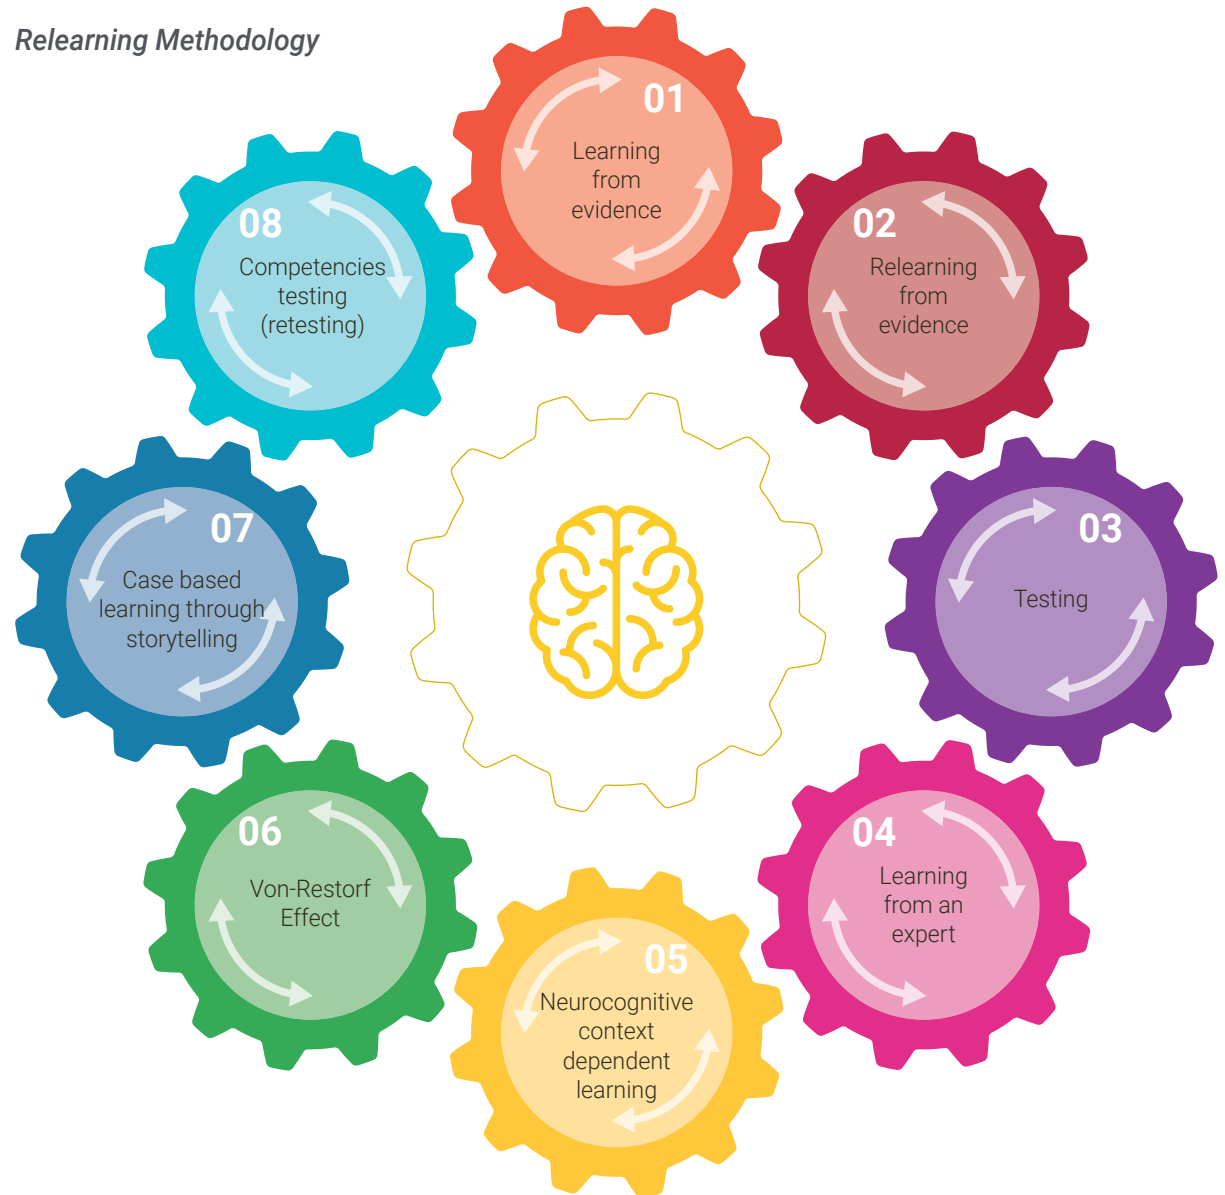 Relearning Methodology
01
Learning
from
evidence
02
Relearning
from
evidence
03
Testing
04
Learning
from an
expert
05
Neurocognitive
context
dependent
learning
06
Von-Restorf
Effect
07
Case based
learning through
storytelling
08
Competencies
testing
(retesting)